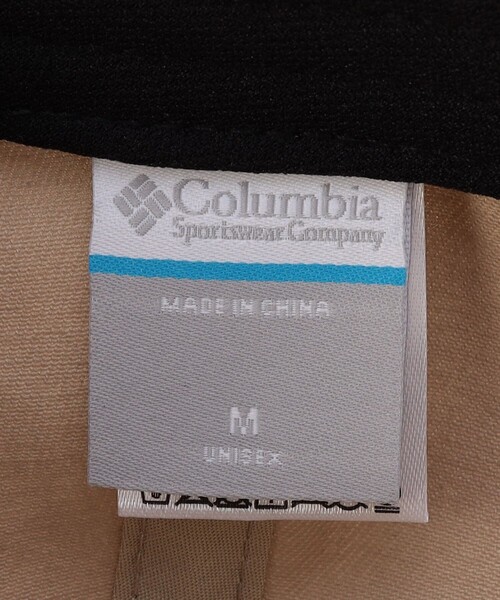 Columbia
Sportswear Company
MADE IN CHINA
M
UNISEX